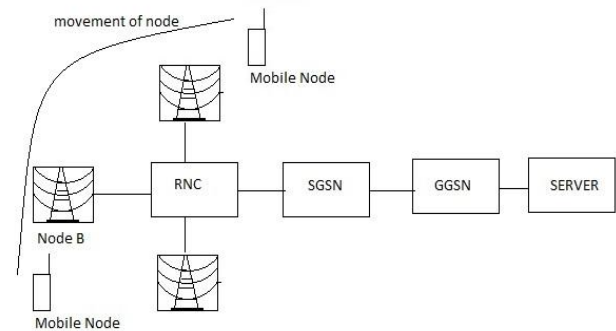 movement of node
Mobile Node
RNC
SGSN
GGSN
SERVER
Node B
Mobile Node